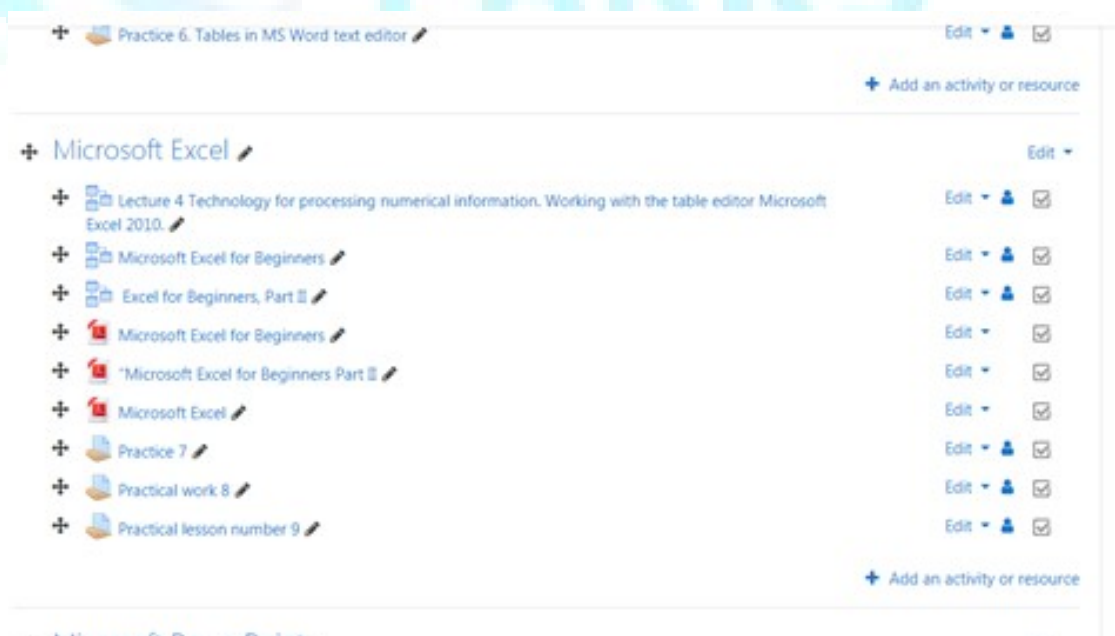 Practice 6. Tables in MS Word text editor Edit
Add an activity or resource
Microsoft Excel Edit
Lecture 4 Technology for processing numerical information. Working with the table editor Microsoft Edit
Excel 2010.
Microsoft Excel for Beginners Edit
Excel for Beginners, Part II Edit
Microsoft Excel for Beginners Edit
"Microsoft Excel for Beginners Part II Edit
Microsoft Excel Edit
Practice 7 Edit
Practical work 8 Edit
Practical lesson number 9 Edit
Add an activity or resource